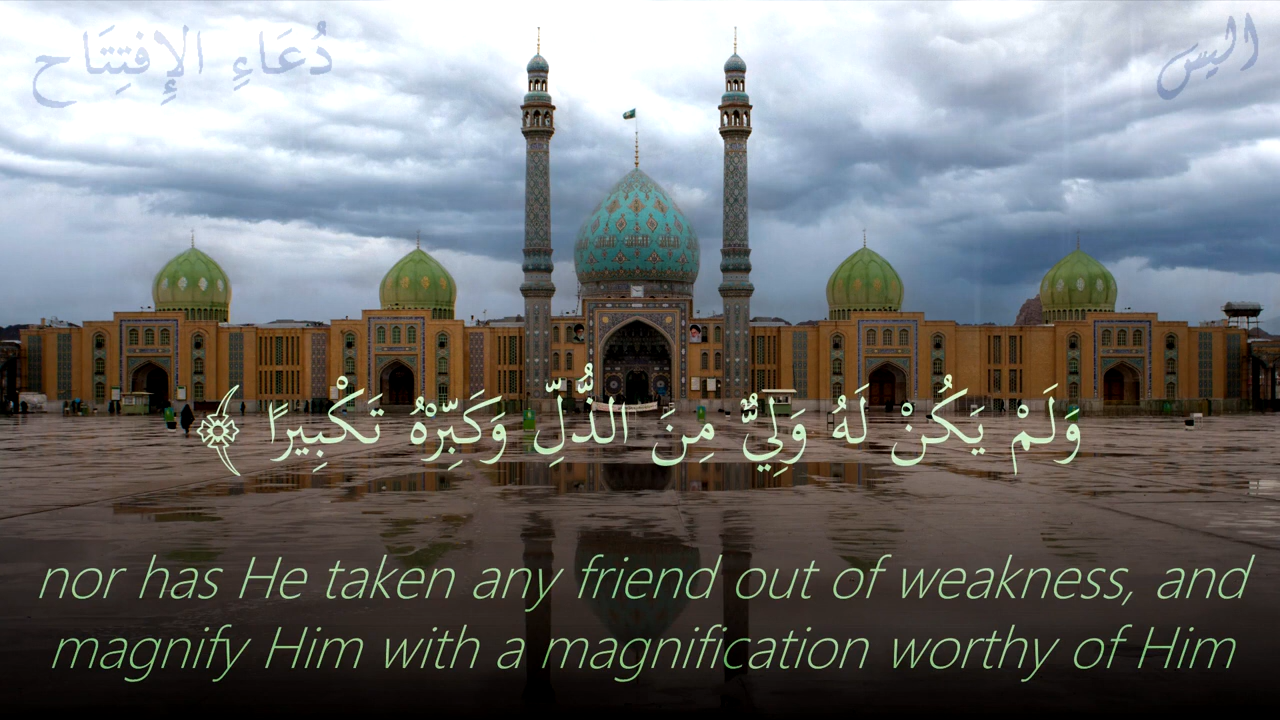 دُعَاءِ الإِفتِتَاح
اليس
وَلَمْ يَكُنْ لَهُ وَلِيٌّ مِنَ الذُّلِّ وَكَبِّرْهُ تَكْبِيرًا ﴾
nor has He taken any friend out of weakness, and
magnify Him with a magnification worthy of Him